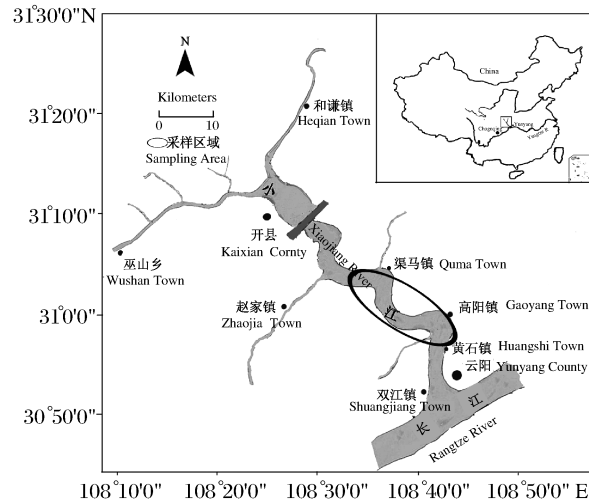 31°30'0"N
31°20'0"
31°10'0"
31°0'0"
30°50'0"
N
Kilometers
0 10
采样区域
Sampling Area
China
Yunyang
Yangtze R
和谦镇
Heqian Town
小
开县
Kaixian Cornty
Xiaojiang River
江
巫山乡
Wushan Town
渠马镇 Quma Town
赵家镇
Zhaojia Town
高阳镇 Gaoyang Town
黄石镇 Huangshi Town
云阳 Yunyang County
双江镇
Shuangjiang Town
长 江
Rangtze River
108°10'0" 108°20'0" 108°30'0" 108°40'0" 108°50'0" E